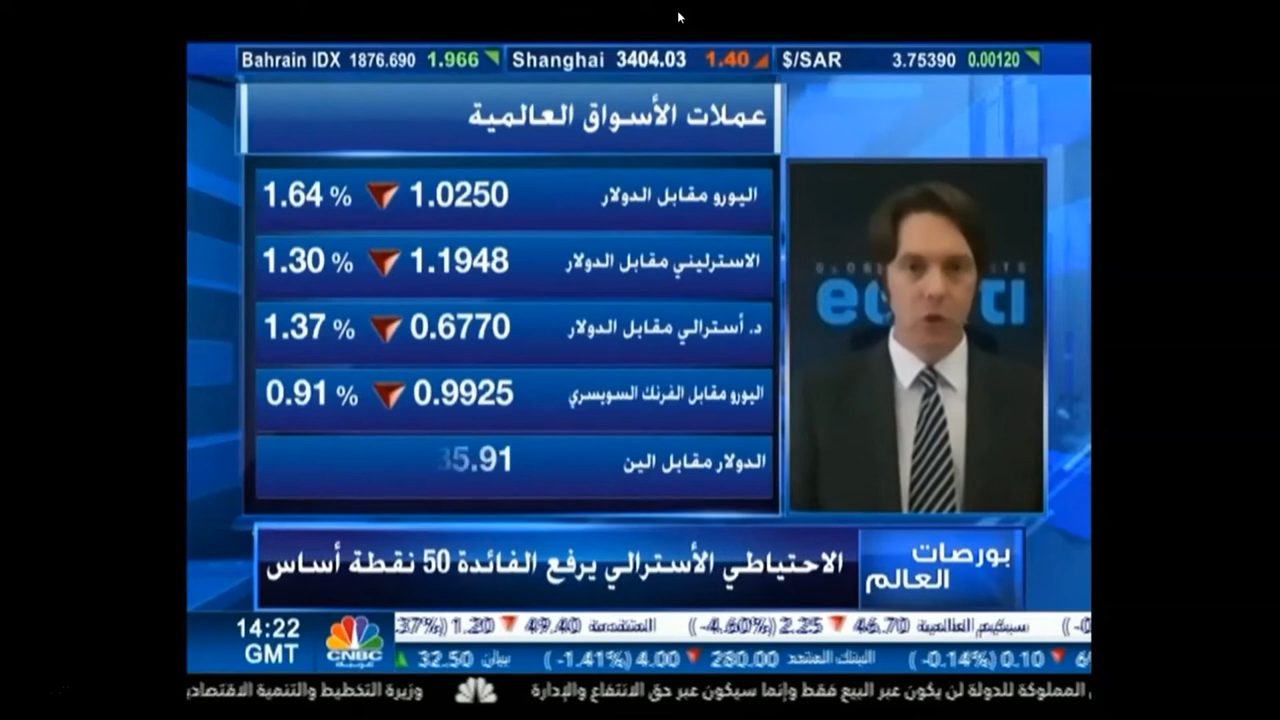 Bahrain IDX 1876.690 1.966 Shanghai 3404.03 1.40 $/SAR 3.75390 0.00120
عملات الأسواق العالمية
اليورو مقابل الدولار 1.0250 1.64 %
الاسترليني مقابل الدولار 1.1948 1.30 %
د. أسترالي مقابل الدولار 0.6770 1.37 %
اليورو مقابل الفرنك السويسري 0.9925 0.91 %
الدولار مقابل الين 35.91
بورصات العالم
الاحتياطي الأسترالي يرفع الفائدة 50 نقطة أساس
14:22 GMT
CNBC عربية
46.70 2.25 (-4.60%) المتقدمة 49.40 1.20
(-0.14%) 0.10 البنك المتحد 280.00 4.00 (-1.41%) بيان 32.50
المملوكة للدولة لن يكون عبر البيع فقط وإنما سيكون عبر حق الانتفاع والإدارة وزيرة التخطيط والتنمية